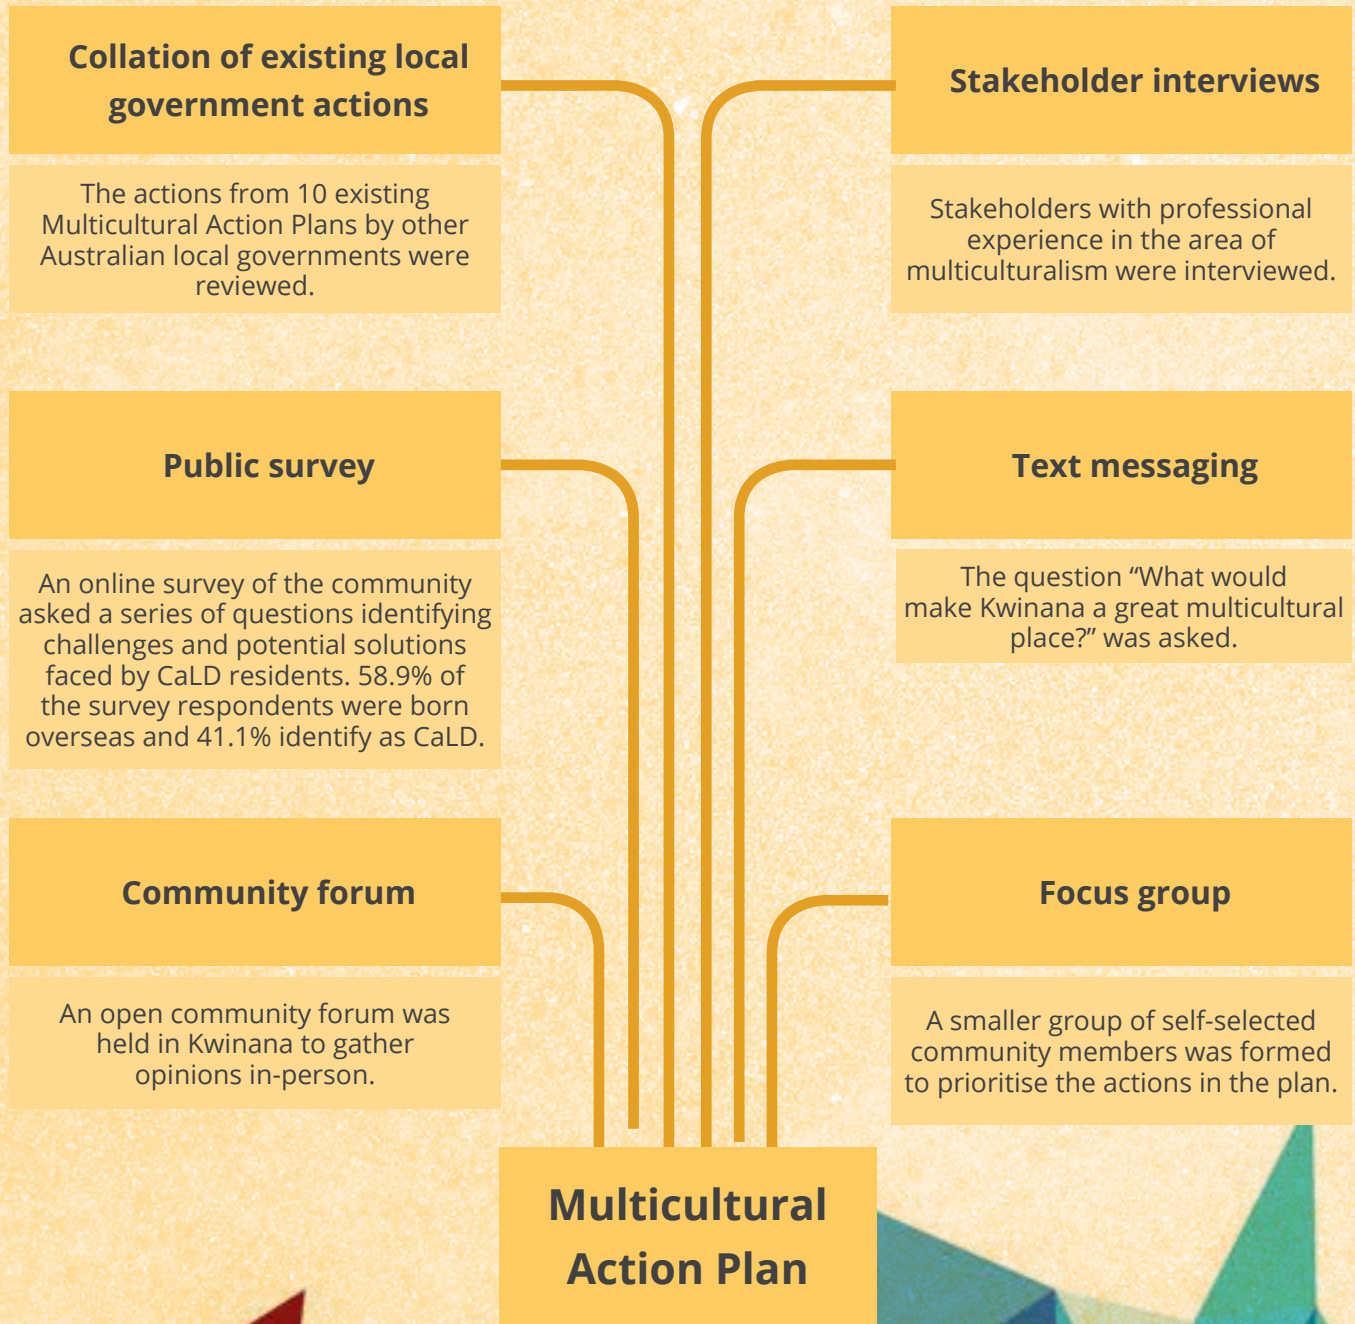 Collation of existing local
government actions
The actions from 10 existing
Multicultural Action Plans by other
Australian local governments were
reviewed.
Stakeholder interviews
Stakeholders with professional
experience in the area of
multiculturalism were interviewed.
Public survey
An online survey of the community
asked a series of questions identifying
challenges and potential solutions
faced by CaLD residents. 58.9% of
the survey respondents were born
overseas and 41.1% identify as CaLD.
Text messaging
The question “What would
make Kwinana a great multicultural
place?” was asked.
Community forum
An open community forum was
held in Kwinana to gather
opinions in-person.
Focus group
A smaller group of self-selected
community members was formed
to prioritise the actions in the plan.
Multicultural
Action Plan